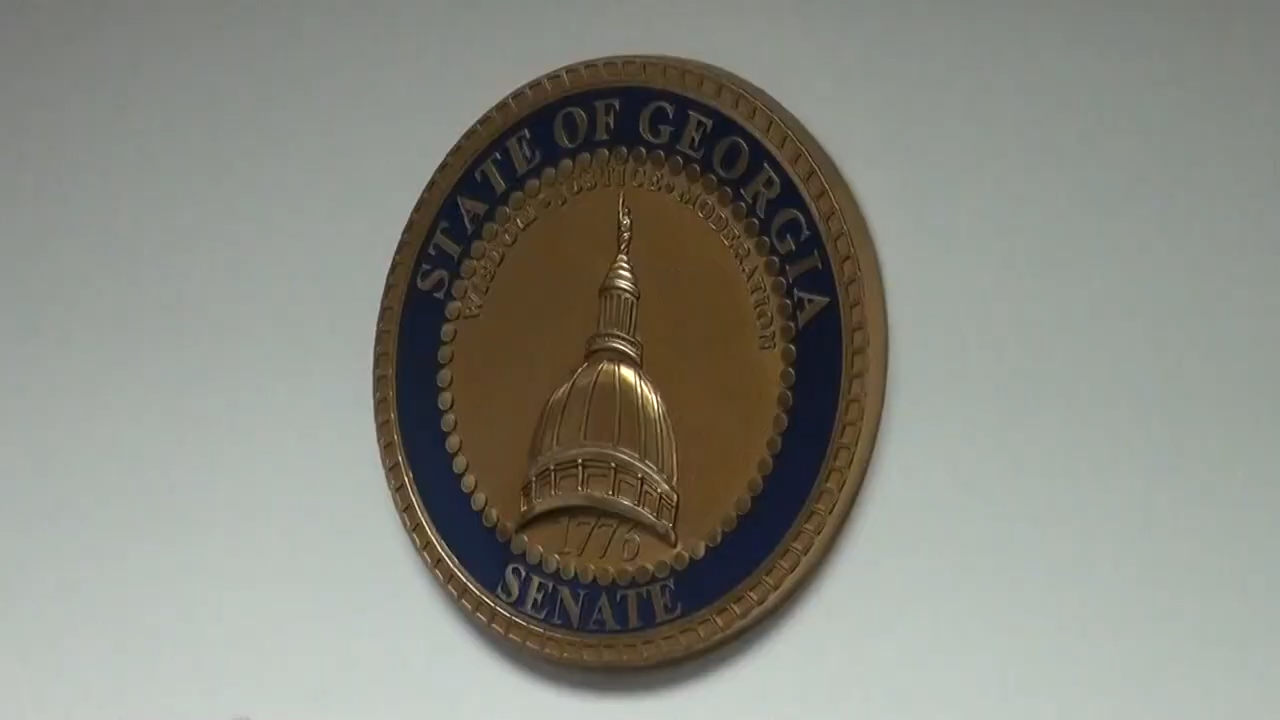 STATE OF GEORGIA
WISDOM · JUSTICE · MODERATION
1776
SENATE